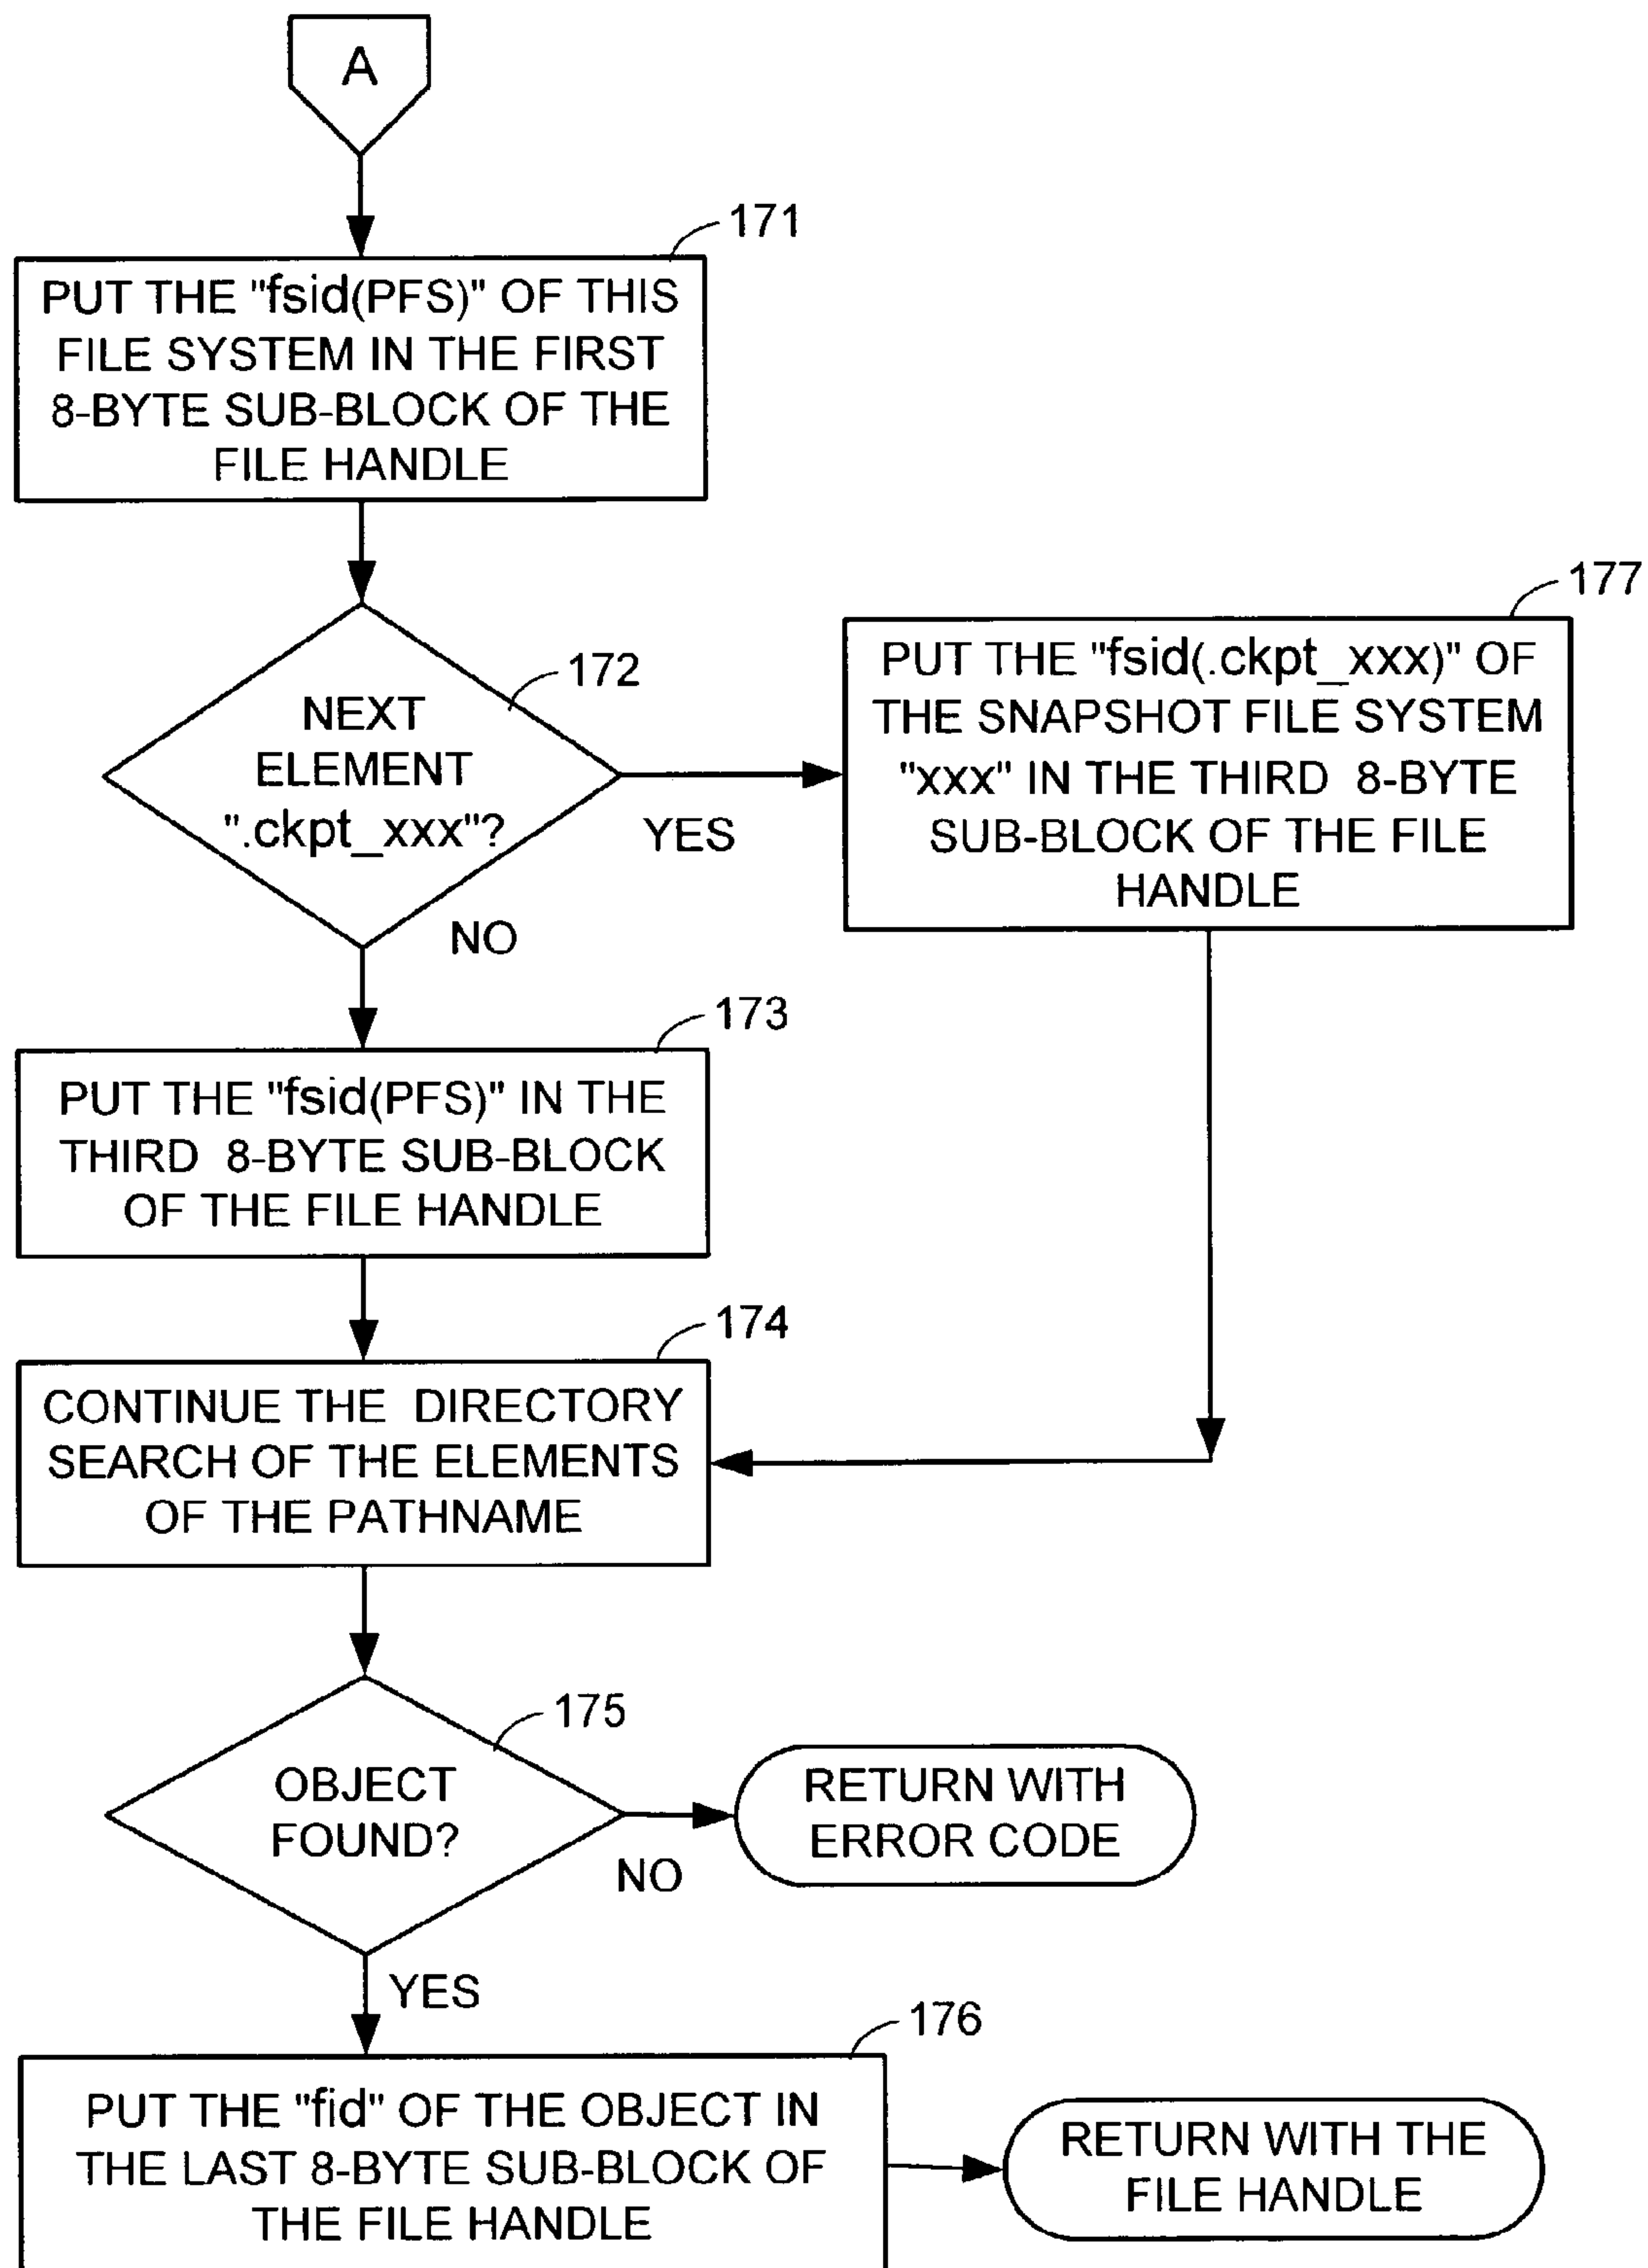 A
171
PUT THE "fsid(PFS)" OF THIS
FILE SYSTEM IN THE FIRST
8-BYTE SUB-BLOCK OF THE
FILE HANDLE
172
NEXT
ELEMENT
".ckpt_xxx"?
YES
NO
177
PUT THE "fsid(.ckpt_xxx)" OF
THE SNAPSHOT FILE SYSTEM
"xxx" IN THE THIRD 8-BYTE
SUB-BLOCK OF THE FILE
HANDLE
173
PUT THE "fsid(PFS)" IN THE
THIRD 8-BYTE SUB-BLOCK
OF THE FILE HANDLE
174
CONTINUE THE DIRECTORY
SEARCH OF THE ELEMENTS
OF THE PATHNAME
175
OBJECT
FOUND?
NO
RETURN WITH
ERROR CODE
YES
176
PUT THE "fid" OF THE OBJECT IN
THE LAST 8-BYTE SUB-BLOCK OF
THE FILE HANDLE
RETURN WITH THE
FILE HANDLE